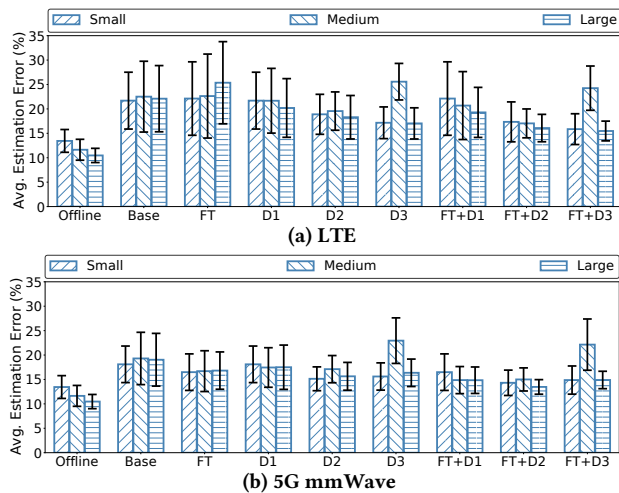 Small Medium Large
Avg. Estimation Error (%)
35
30
25
20
15
10
5
0
Offline Base FT D1 D2 D3 FT+D1 FT+D2 FT+D3
(a) LTE
Small Medium Large
Avg. Estimation Error (%)
35
30
25
20
15
10
5
0
Offline Base FT D1 D2 D3 FT+D1 FT+D2 FT+D3
(b) 5G mmWave